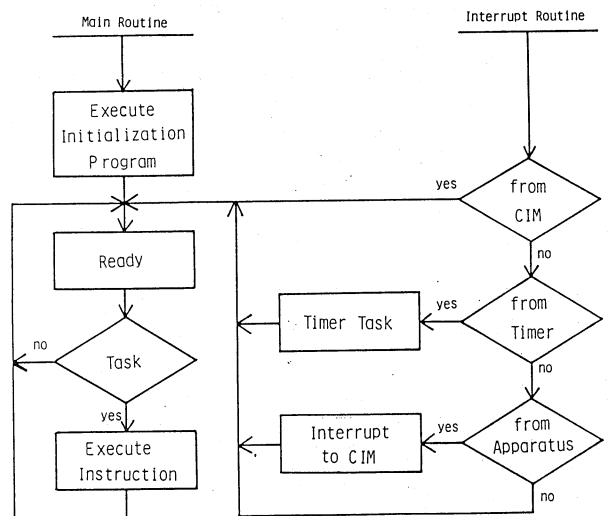 Main Routine
Execute
Initialization
Program
Ready
no
Task
yes
Execute
Instruction
Interrupt Routine
yes
from
CIM
no
Timer Task
yes
from
Timer
no
Interrupt
to CIM
yes
from
Apparatus
no